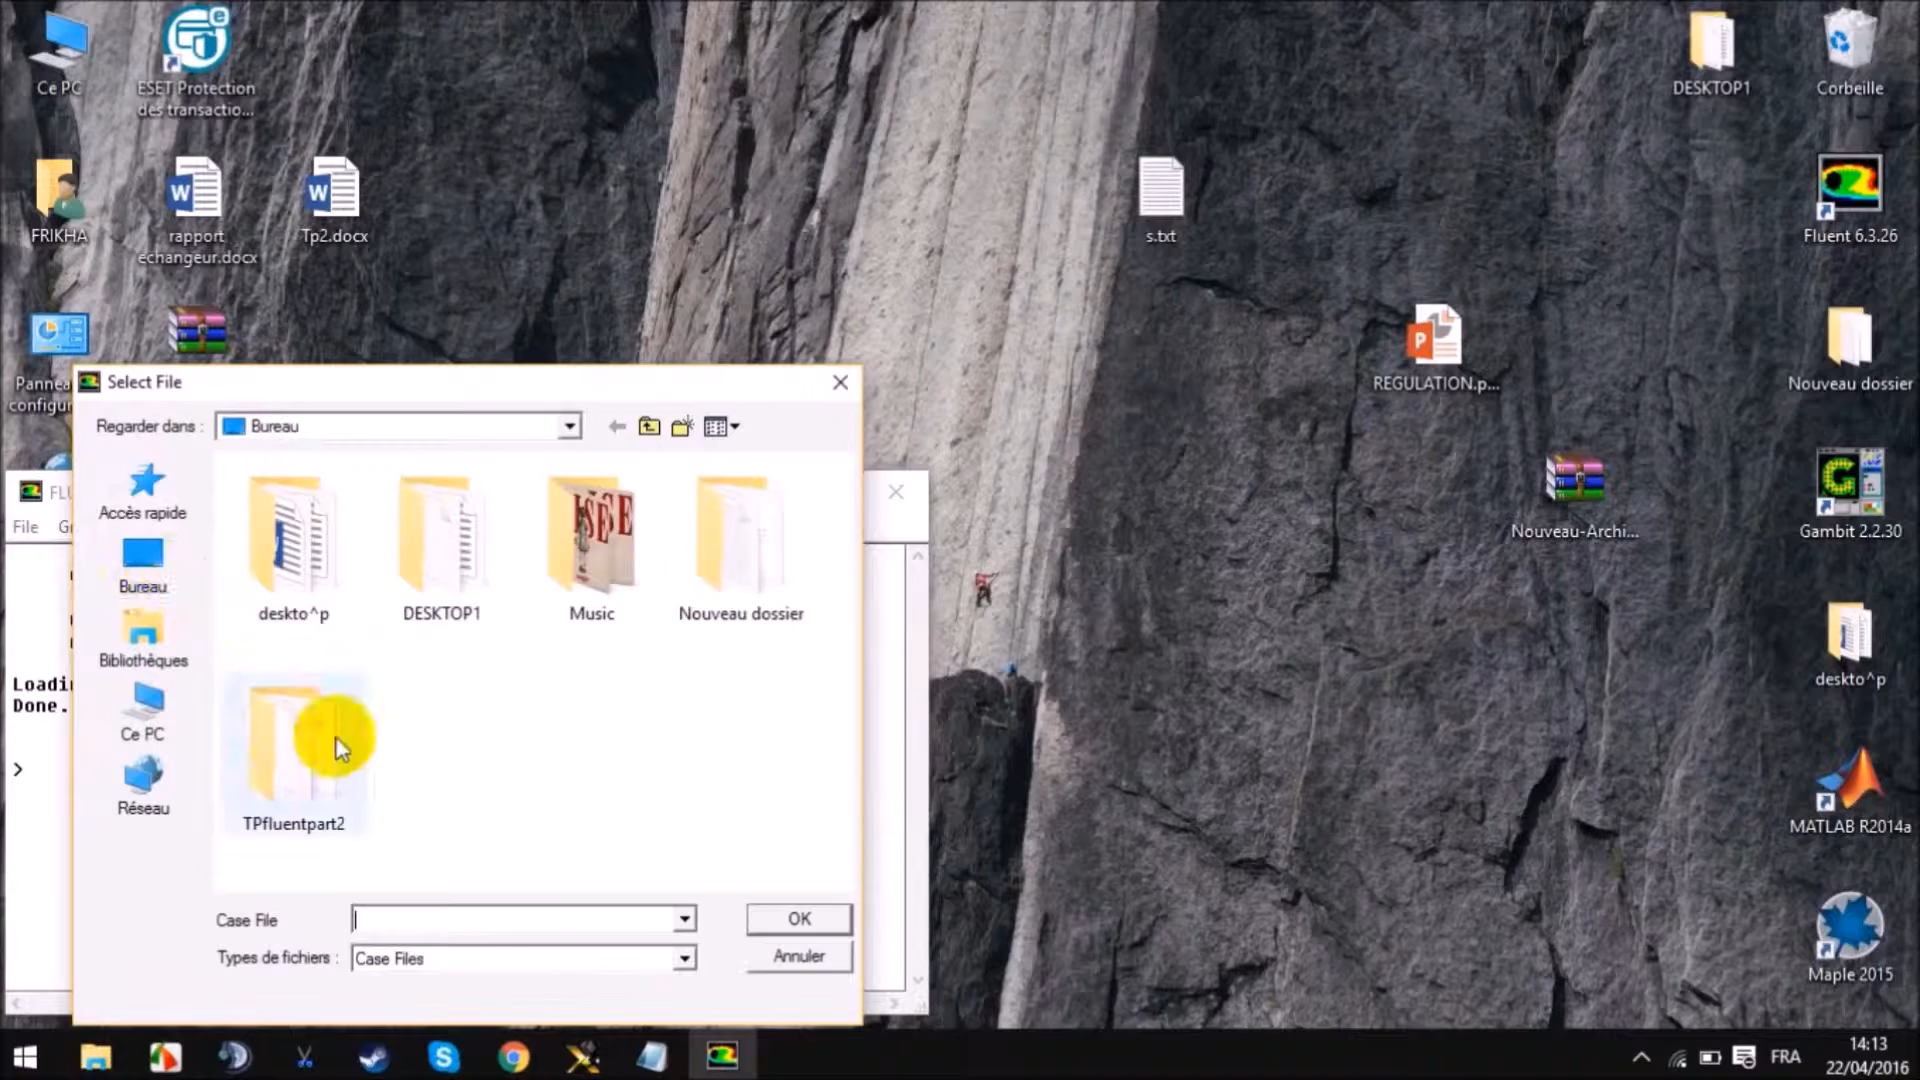 Ce PC
ESET Protection
des transactio...
DESKTOP1
Corbeille
FRIKHA
rapport
échangeur.docx
Tp2.docx
s.txt
Fluent 6.3.26
REGULATION.p...
Nouveau dossier
Nouveau-Archi...
Gambit 2.2.30
deskto^p
MATLAB R2014a
Maple 2015
Select File
Regarder dans :
Bureau
Accès rapide
Bureau
Bibliothèques
Ce PC
Réseau
deskto^p
DESKTOP1
Music
Nouveau dossier
TPfluentpart2
Case File
OK
Types de fichiers :
Case Files
Annuler
File
Done.
>
14:13
FRA
22/04/2016